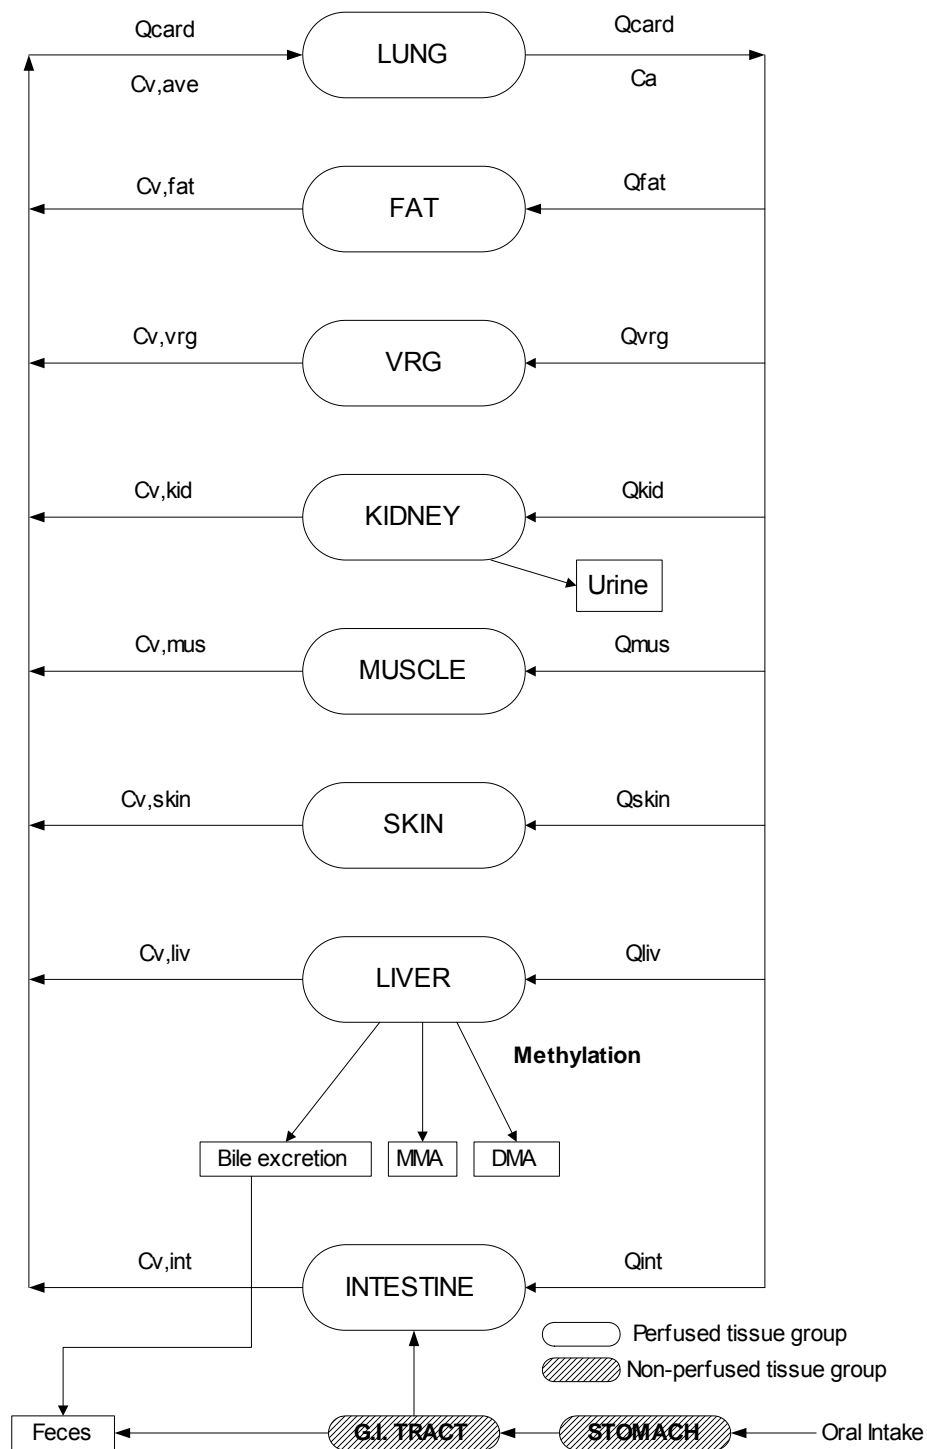 Qcard
LUNG
Qcard
Cv,ave
Ca
Cv,fat
FAT
Qfat
Cv,vrg
VRG
Qvrg
Cv,kid
KIDNEY
Qkid
Urine
Cv,mus
MUSCLE
Qmus
Cv,skin
SKIN
Qskin
Cv,liv
LIVER
Qliv
Methylation
Bile excretion
MMA
DMA
Cv,int
INTESTINE
Qint
Perfused tissue group
Non-perfused tissue group
Feces
G.I. TRACT
STOMACH
Oral Intake